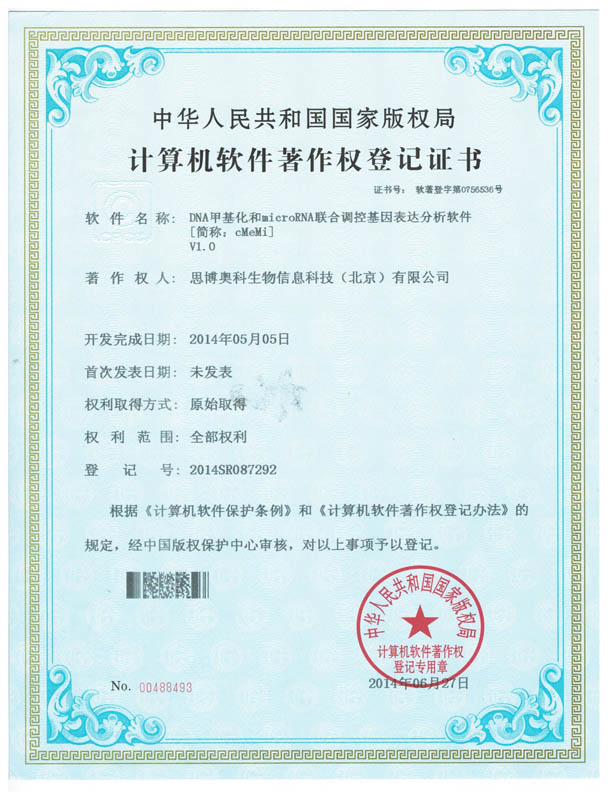 中华人民共和国国家版权局
计算机软件著作权登记证书
证书号： 软著登字第0756536号
软件名称： DNA甲基化和microRNA联合调控基因表达分析软件
[简称：cMeMi]
V1.0
著作权人： 思博奥科生物信息科技（北京）有限公司
开发完成日期： 2014年05月05日
首次发表日期： 未发表
权利取得方式： 原始取得
权利范围： 全部权利
登记号： 2014SR087292
根据《计算机软件保护条例》和《计算机软件著作权登记办法》的
规定，经中国版权保护中心审核，对以上事项予以登记。
中华人民共和国国家版权局
计算机软件著作权
登记专用章
No. 00488493
2014年06月27日